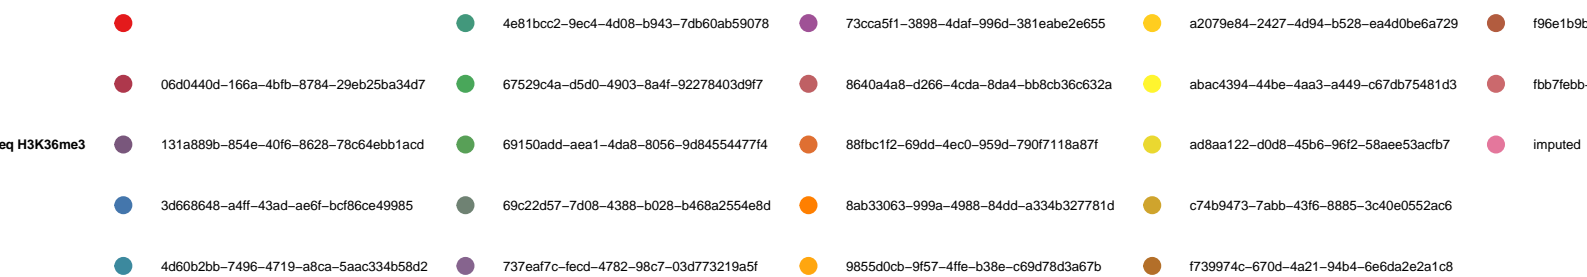 4e81bcc2−9ec4−4d08−b943−7db60ab59078 73cca5f1−3898−4daf−996d−381eabe2e655 a2079e84−2427−4d94−b528−ea4d0be6a729 f96e1b9b
06d0440d−166a−4bfb−8784−29eb25ba34d7 67529c4a−d5d0−4903−8a4f−92278403d9f7 8640a4a8−d266−4cda−8da4−bb8cb36c632a abac4394−44be−4aa3−a449−c67db75481d3 fbb7febb−
eq H3K36me3 131a889b−854e−40f6−8628−78c64ebb1acd 69150add−aea1−4da8−8056−9d84554477f4 88fbc1f2−69dd−4ec0−959d−790f7118a87f ad8aa122−d0d8−45b6−96f2−58aee53acfb7 imputed
3d668648−a4ff−43ad−ae6f−bcf86ce49985 69c22d57−7d08−4388−b028−b468a2554e8d 8ab33063−999a−4988−84dd−a334b327781d c74b9473−7abb−43f6−8885−3c40e0552ac6
4d60b2bb−7496−4719−a8ca−5aac334b58d2 737eaf7c−fecd−4782−98c7−03d773219a5f 9855d0cb−9f57−4ffe−b38e−c69d78d3a67b f739974c−670d−4a21−94b4−6e6da2e2a1c8